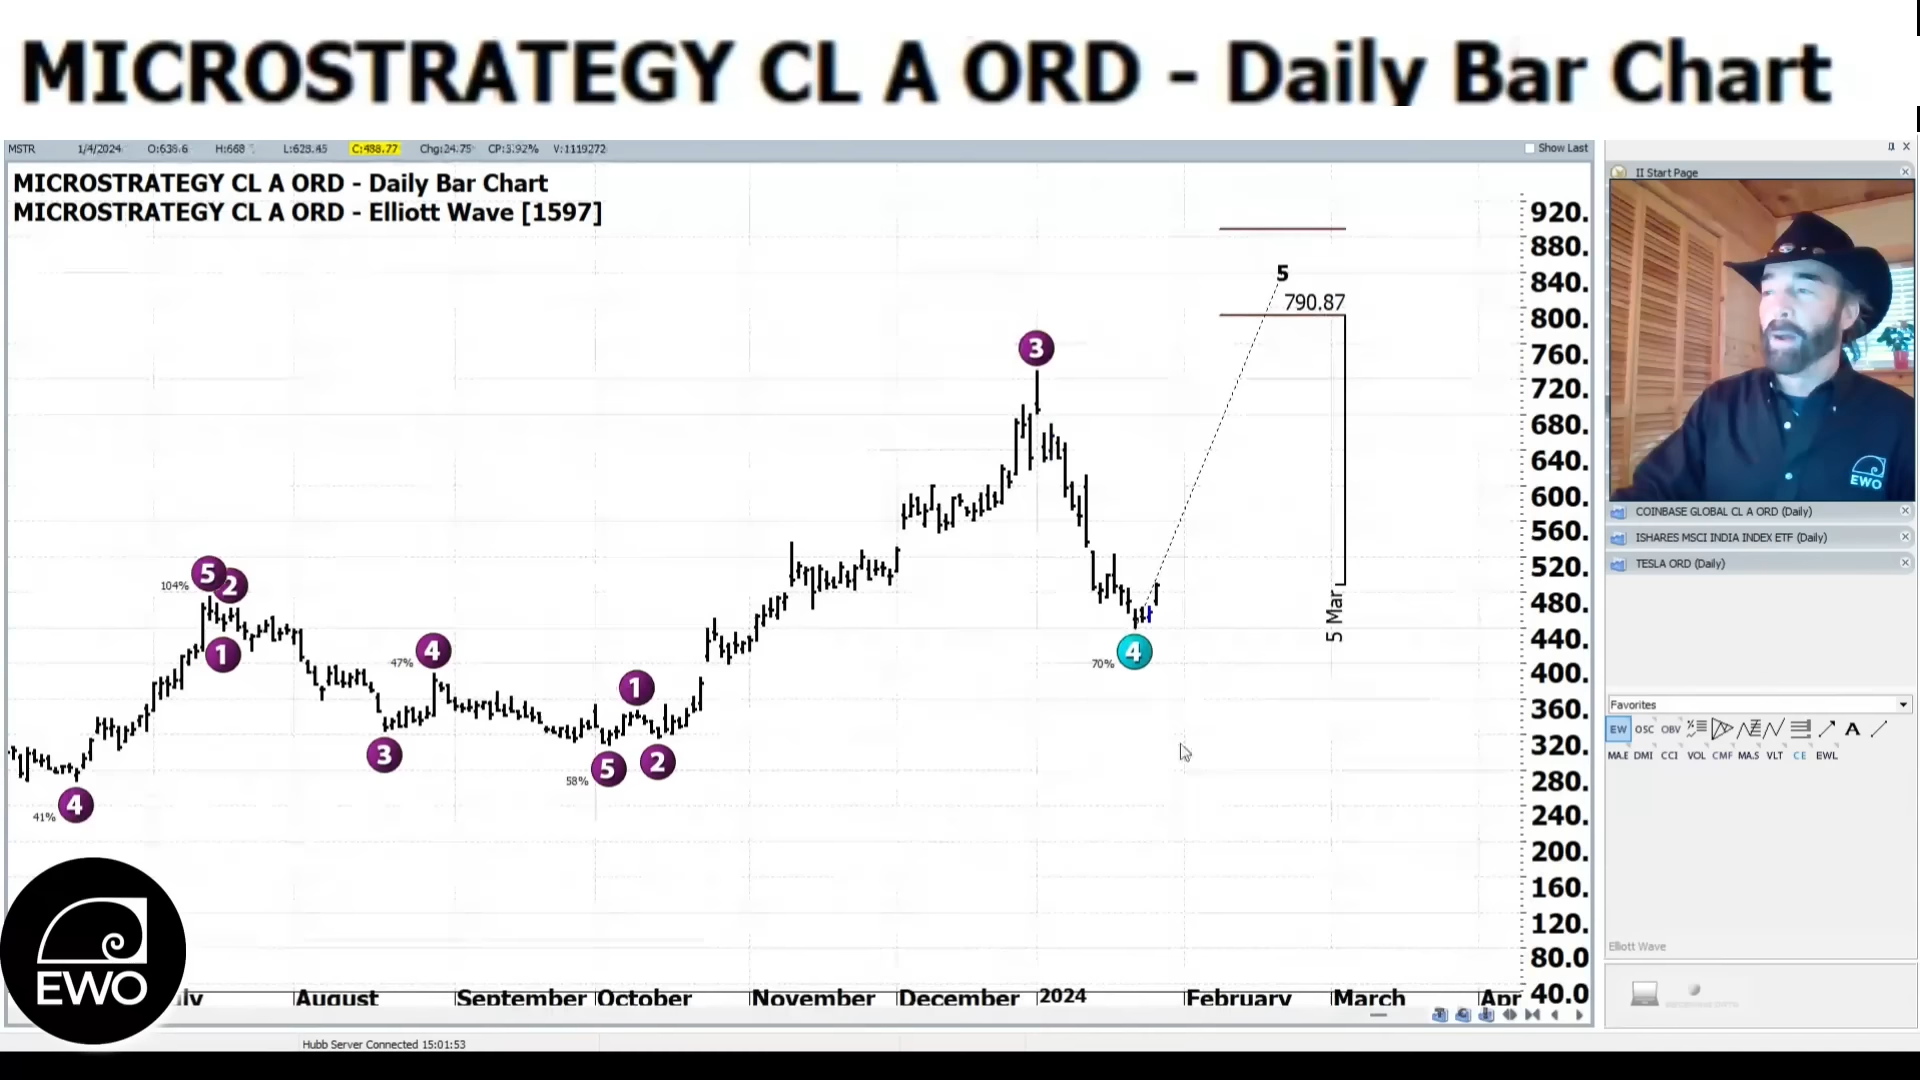 MICROSTRATEGY CL A ORD - Daily Bar Chart
MSTR 1/4/2024 O:636.6 H:668 L:623.45 C:488.77 Chg:24.75 CP:5.92% V:1119272 Show Last
MICROSTRATEGY CL A ORD - Daily Bar Chart
MICROSTRATEGY CL A ORD - Elliott Wave [1597]
II Start Page
920.
880.
840.
800.
760.
720.
680.
640.
600.
560.
520.
480.
440.
400.
360.
320.
280.
240.
200.
160.
120.
80.0
40.0
5
790.87
3
104% 5 2
1
47% 4
3
58% 5
1
2
41% 4
70% 4
5 Mar
August September October November December 2024 February March Apr
EWO
EWO
COINBASE GLOBAL CL A ORD (Daily)
ISHARES MSCI INDIA INDEX ETF (Daily)
TESLA ORD (Daily)
Favorites
EW OSC OBV A
MA.E DMI CCI VOL CMF MA.S VLT CE EWL
Elliott Wave
Hubb Server Connected 15:01:53